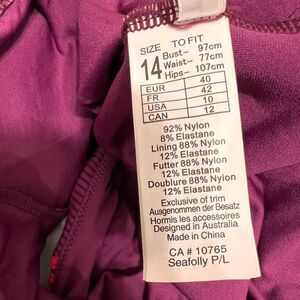 SIZE TO FIT
14 Bust– 97cm
Waist– 77cm
Hips– 107cm
EUR 40
FR 42
USA 10
CAN 12
92% Nylon
8% Elastane
Lining 88% Nylon
12% Elastane
Futter 88% Nylon
12% Elastane
Doublure 88% Nylon
12% Elastane
Exclusive of trim
Ausgenommen der Besatz
Hormis les accessoires
Designed in Australia
Made in China
CA # 10765
Seafolly P/L